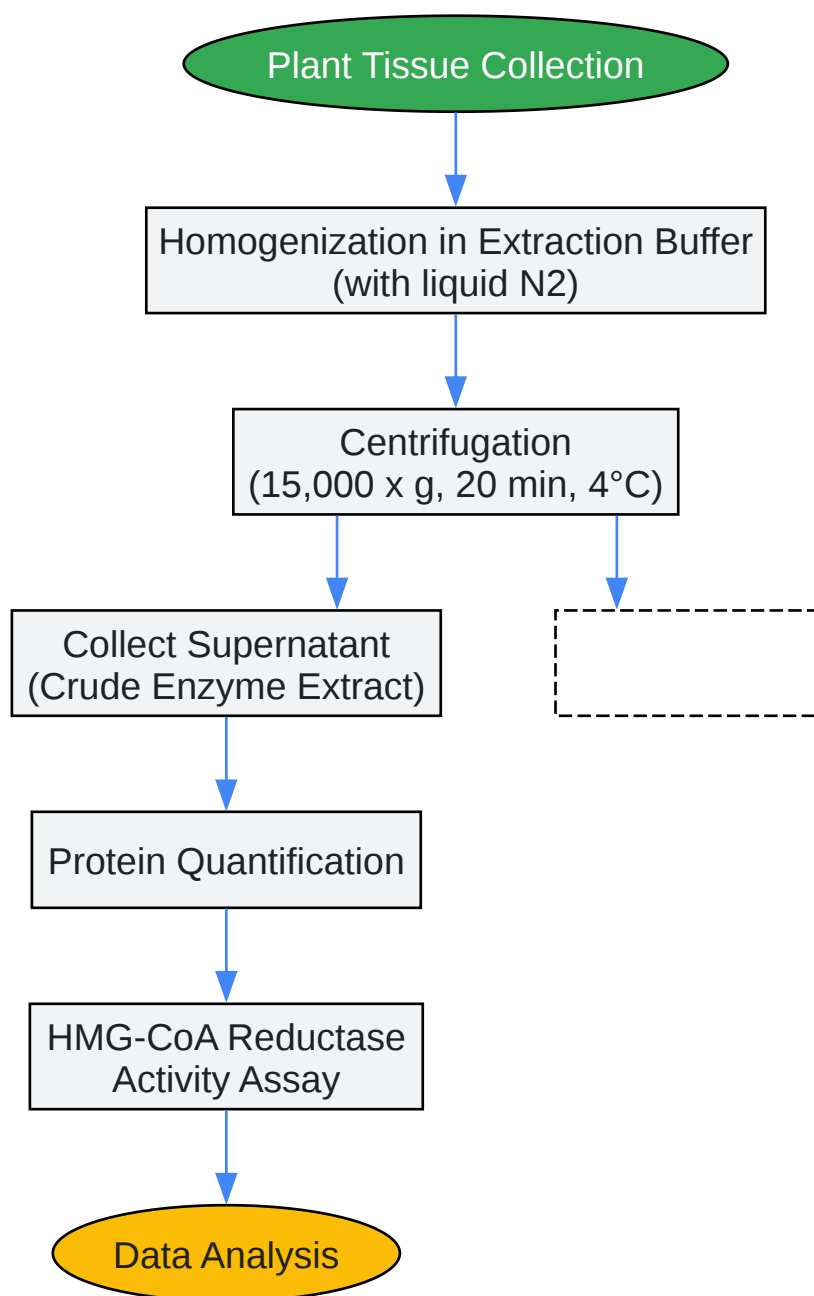 Plant Tissue Collection
Homogenization in Extraction Buffer
(with liquid N2)
Centrifugation
(15,000 x g, 20 min, 4°C)
Collect Supernatant
(Crude Enzyme Extract)
Protein Quantification
HMG-CoA Reductase
Activity Assay
Data Analysis